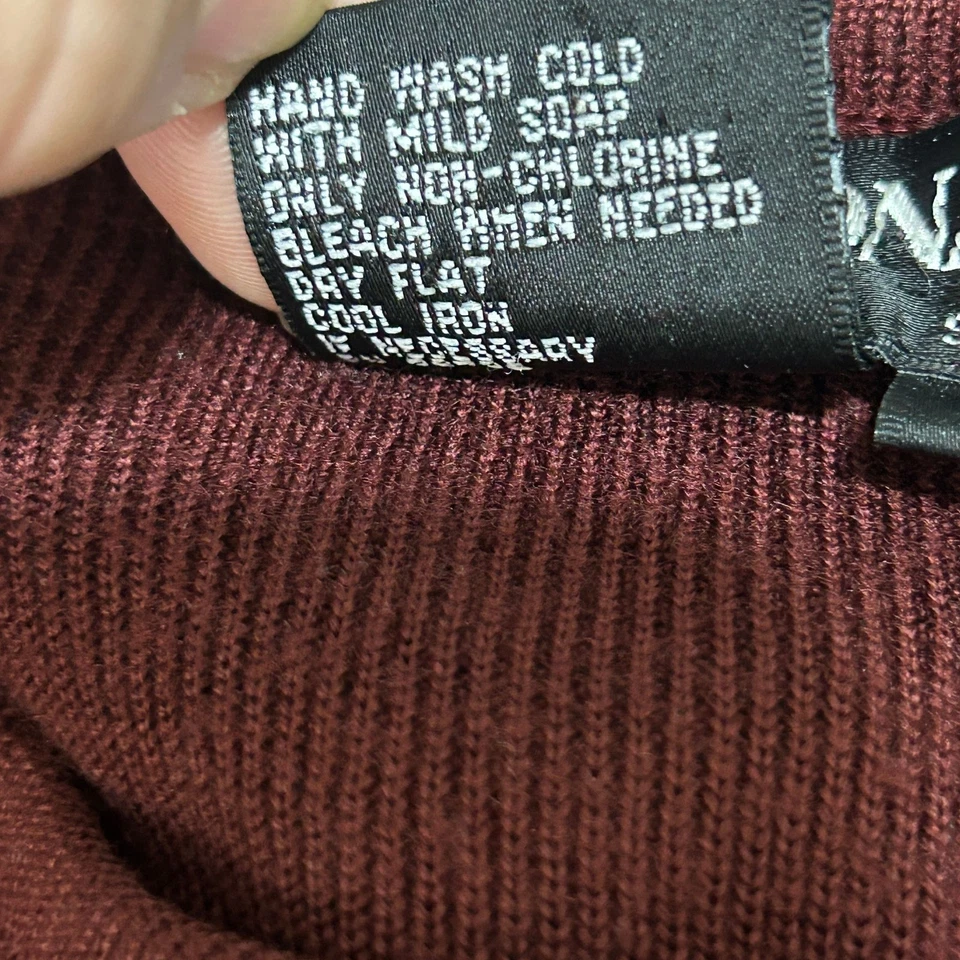 HAND WASH COLD
WITH MILD SOAP
ONLY NON-CHLORINE
BLEACH WHEN NEEDED
DRY FLAT
COOL IRON
IF NECESSARY